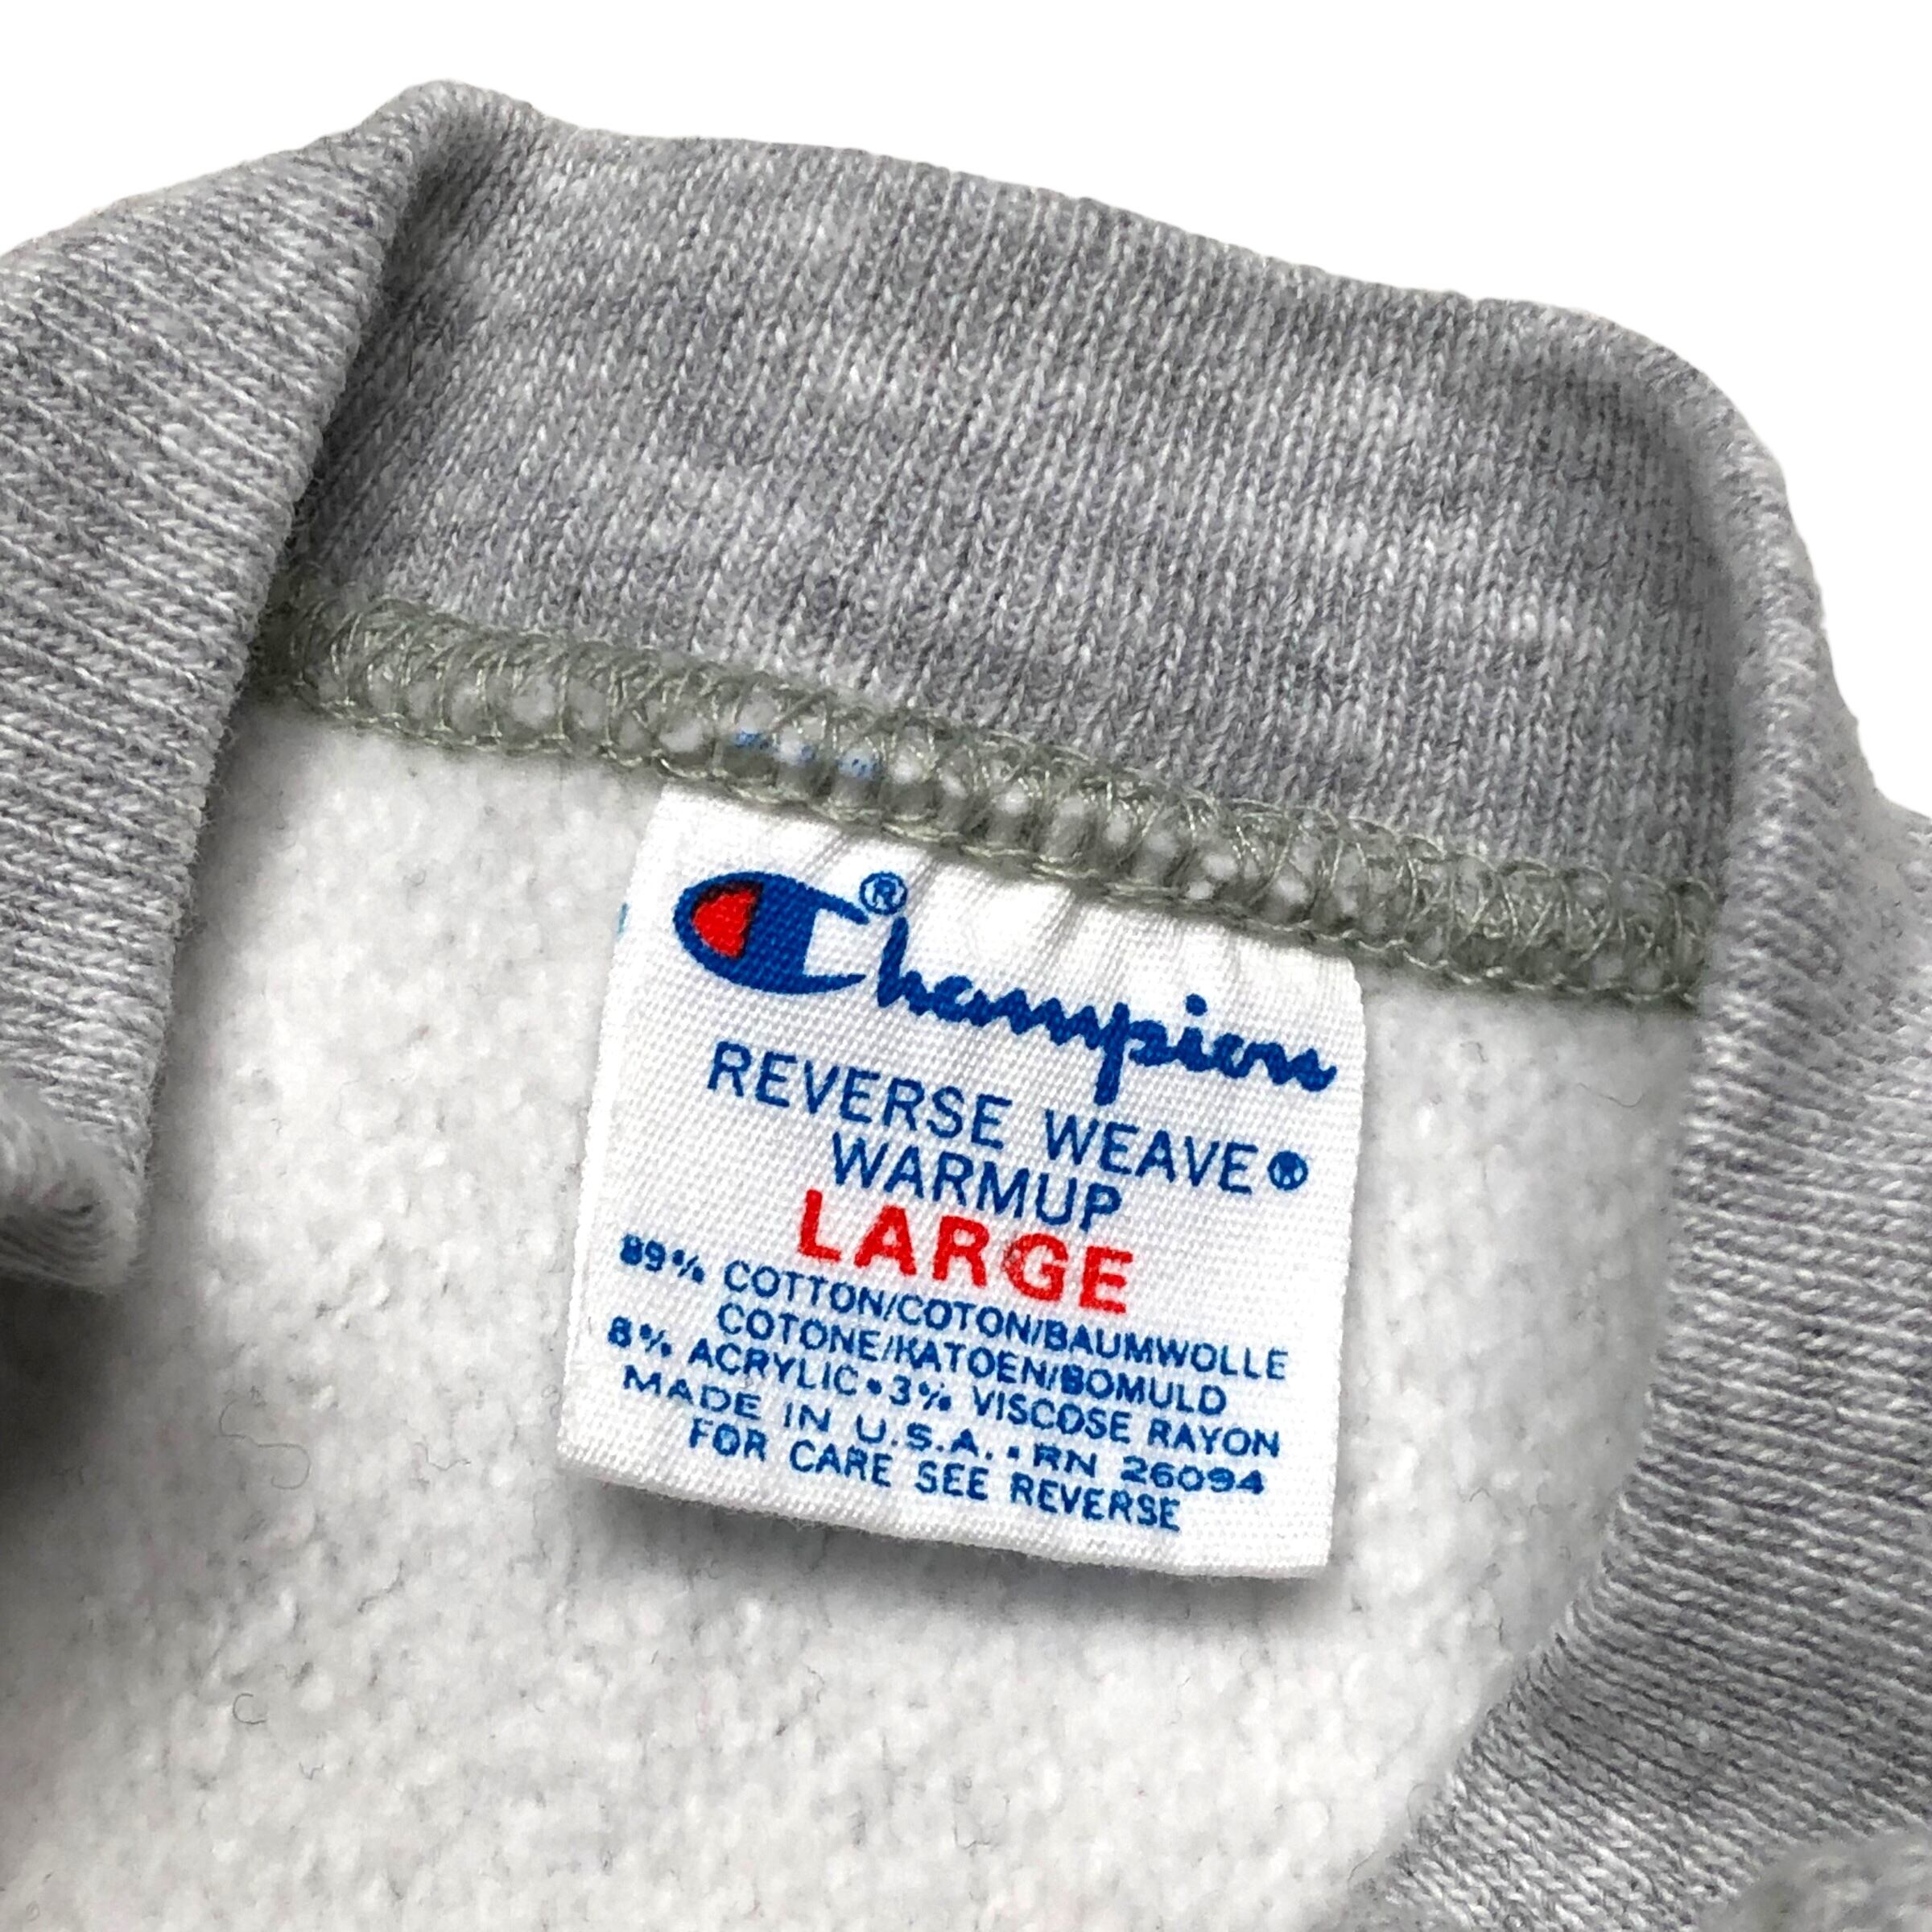 Champion®
REVERSE WEAVE®
WARMUP
LARGE
89% COTTON/COTON/BAUMWOLLE
COTONE/KATOEN/BOMULD
8% ACRYLIC•3% VISCOSE RAYON
MADE IN U.S.A.•RN 26094
FOR CARE SEE REVERSE